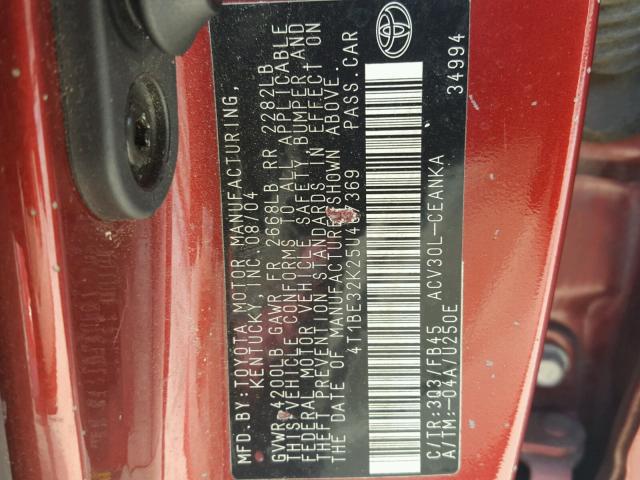 MFD. BY: TOYOTA MOTOR MANUFACTURING,
KENTUCKY, INC. 08/04
GVWR 4200LB GAWR FR 2668LB RR 2282LB
THIS VEHICLE CONFORMS TO ALL APPLICABLE
FEDERAL MOTOR VEHICLE SAFETY, BUMPER, AND
THEFT PREVENTION STANDARDS IN EFFECT ON
THE DATE OF MANUFACTURE SHOWN ABOVE.
PASS. CAR
C/TR:3Q3/FB45 ACV30L-CEANKA
A/TM:-04A/U250E
34994